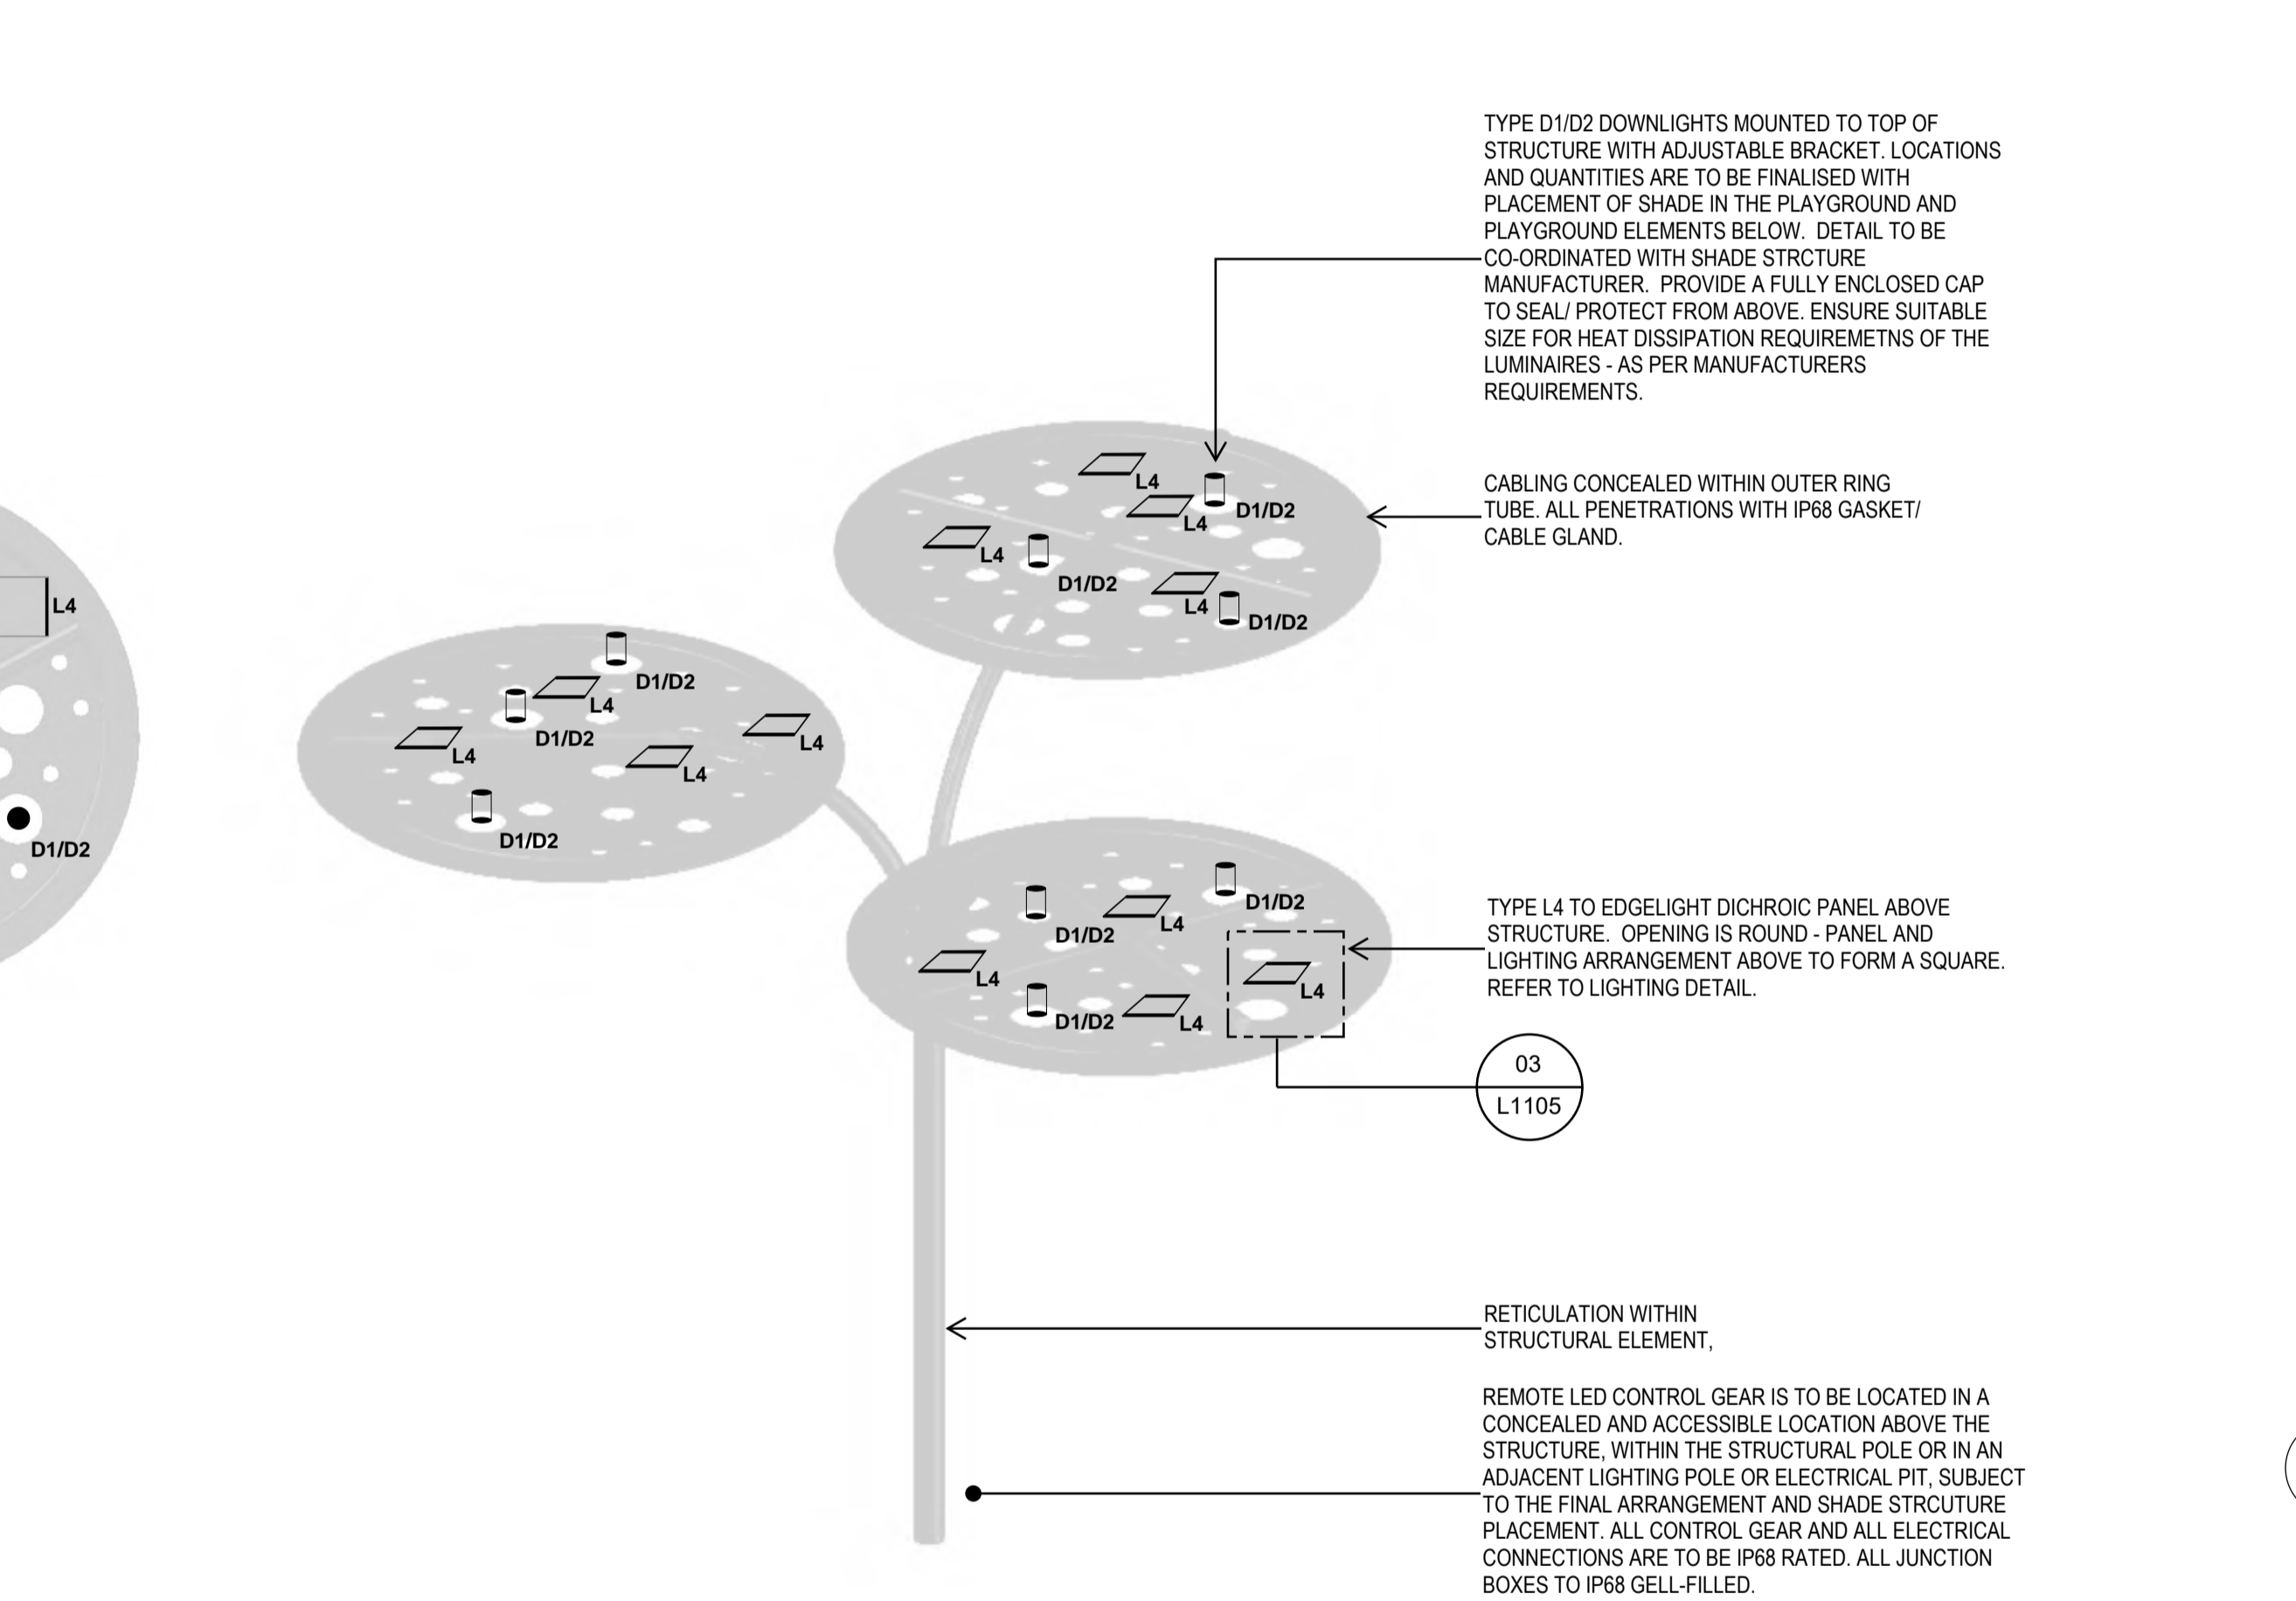 TYPE D1/D2 DOWNLIGHTS MOUNTED TO TOP OF
STRUCTURE WITH ADJUSTABLE BRACKET. LOCATIONS
AND QUANTITIES ARE TO BE FINALISED WITH
PLACEMENT OF SHADE IN THE PLAYGROUND AND
PLAYGROUND ELEMENTS BELOW.  DETAIL TO BE
CO-ORDINATED WITH SHADE STRCTURE
MANUFACTURER.  PROVIDE A FULLY ENCLOSED CAP
TO SEAL/ PROTECT FROM ABOVE. ENSURE SUITABLE
SIZE FOR HEAT DISSIPATION REQUIREMETNS OF THE
LUMINAIRES - AS PER MANUFACTURERS
REQUIREMENTS.
CABLING CONCEALED WITHIN OUTER RING
TUBE. ALL PENETRATIONS WITH IP68 GASKET/
CABLE GLAND.
L4
L4
D1/D2
L4
D1/D2
L4
D1/D2
L4
D1/D2
D1/D2
L4
D1/D2
L4
L4
L4
D1/D2
D1/D2
L4
D1/D2
L4
L4
D1/D2
L4
TYPE L4 TO EDGELIGHT DICHROIC PANEL ABOVE
STRUCTURE.  OPENING IS ROUND - PANEL AND
LIGHTING ARRANGEMENT ABOVE TO FORM A SQUARE.
REFER TO LIGHTING DETAIL.
03
L1105
RETICULATION WITHIN
STRUCTURAL ELEMENT,
REMOTE LED CONTROL GEAR IS TO BE LOCATED IN A
CONCEALED AND ACCESSIBLE LOCATION ABOVE THE
STRUCTURE, WITHIN THE STRUCTURAL POLE OR IN AN
ADJACENT LIGHTING POLE OR ELECTRICAL PIT, SUBJECT
TO THE FINAL ARRANGEMENT AND SHADE STRCUTURE
PLACEMENT. ALL CONTROL GEAR AND ALL ELECTRICAL
CONNECTIONS ARE TO BE IP68 RATED. ALL JUNCTION
BOXES TO IP68 GELL-FILLED.